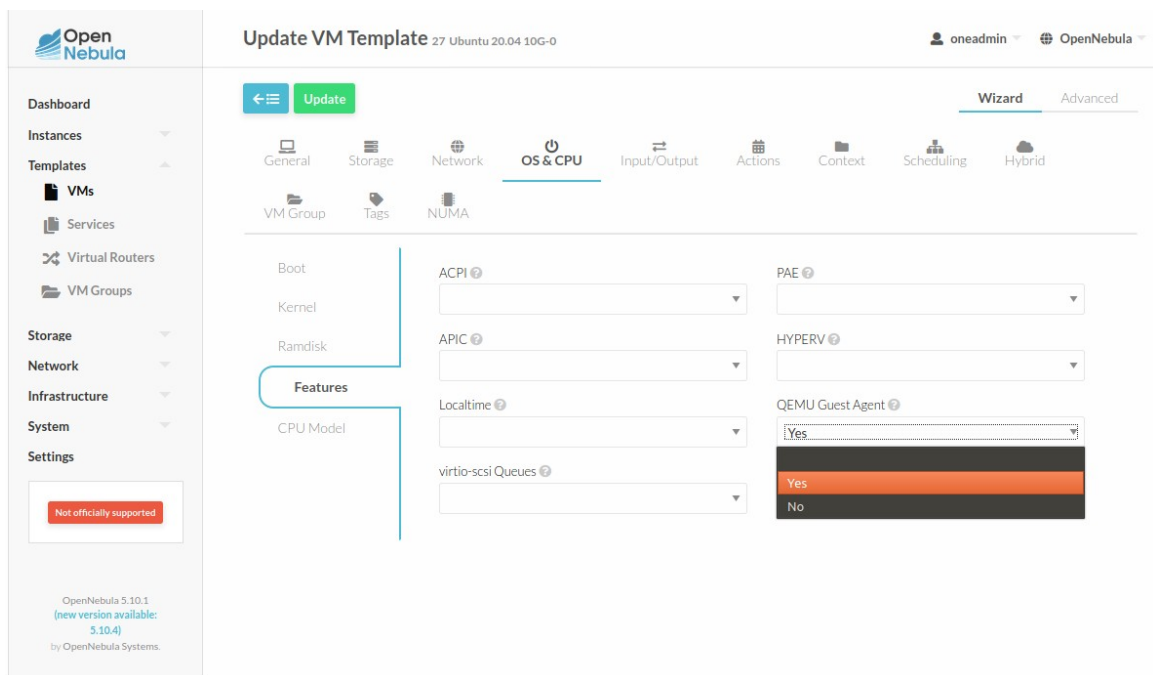 Open
Nebula
Update VM Template 27 Ubuntu 20.04 10G-0
oneadmin
OpenNebula
Dashboard
Instances
Templates
VMs
Services
Virtual Routers
VM Groups
Storage
Network
Infrastructure
System
Settings
Not officially supported
OpenNebula 5.10.1
(new version available:
5.10.4)
by OpenNebula Systems.
Update
Wizard
Advanced
General
Storage
Network
OS & CPU
Input/Output
Actions
Context
Scheduling
Hybrid
VM Group
Tags
NUMA
Boot
Kernel
Ramdisk
Features
CPU Model
ACPI
PAE
APIC
HYPERV
Localtime
QEMU Guest Agent
Yes
virtio-scsi Queues
Yes
No